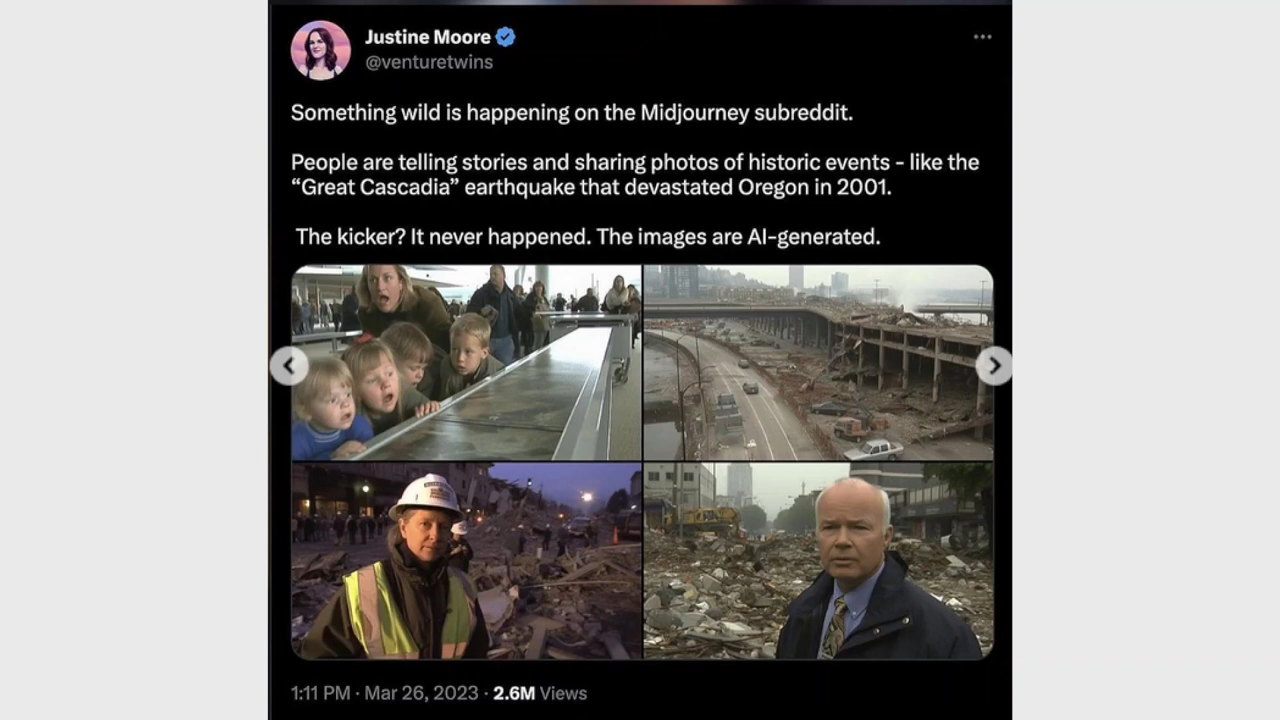 Justine Moore
@venturetwins
Something wild is happening on the Midjourney subreddit.
People are telling stories and sharing photos of historic events - like the
“Great Cascadia” earthquake that devastated Oregon in 2001.
The kicker? It never happened. The images are AI-generated.
1:11 PM · Mar 26, 2023 · 2.6M Views